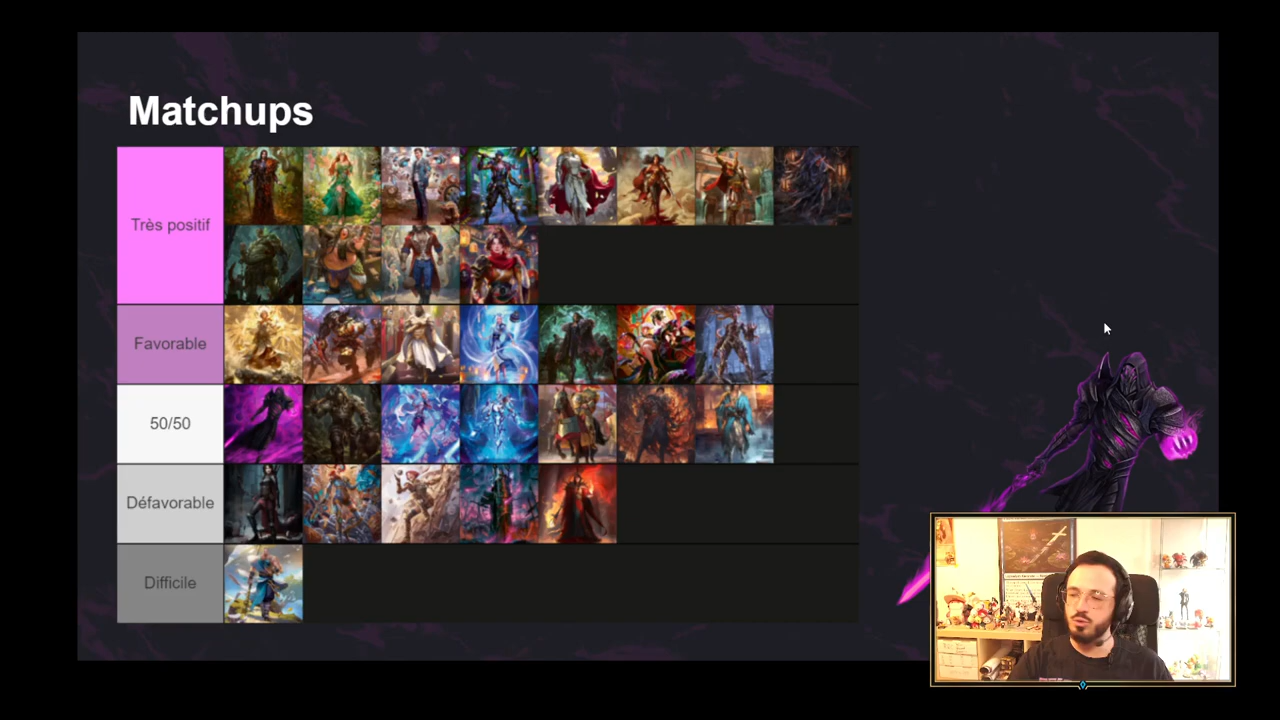 Matchups
Très positif
Favorable
50/50
Défavorable
Difficile